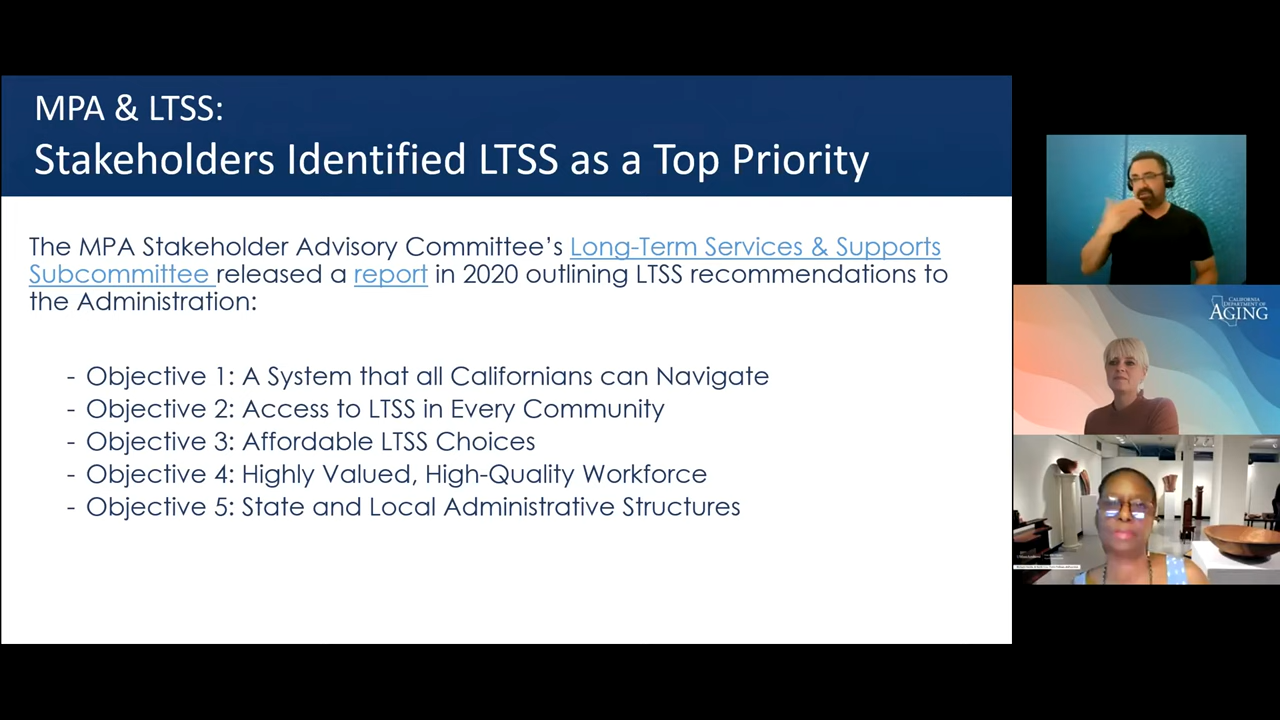 MPA & LTSS:
Stakeholders Identified LTSS as a Top Priority
The MPA Stakeholder Advisory Committee’s Long-Term Services & Supports
Subcommittee released a report in 2020 outlining LTSS recommendations to
the Administration:
- Objective 1: A System that all Californians can Navigate
- Objective 2: Access to LTSS in Every Community
- Objective 3: Affordable LTSS Choices
- Objective 4: Highly Valued, High-Quality Workforce
- Objective 5: State and Local Administrative Structures
CALIFORNIA
DEPARTMENT OF
AGING